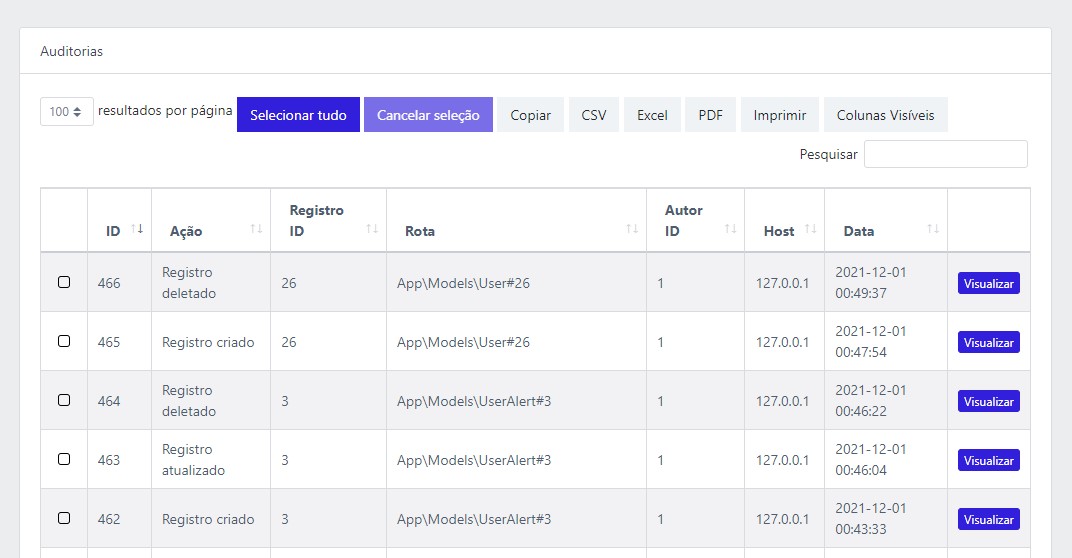 Auditorias
100 resultados por página Selecionar tudo Cancelar seleção Copiar CSV Excel PDF Imprimir Colunas Visíveis
Pesquisar
ID Ação Registro ID Rota Autor ID Host Data
466 Registro deletado 26 App\Models\User#26 1 127.0.0.1 2021-12-01 00:49:37 Visualizar
465 Registro criado 26 App\Models\User#26 1 127.0.0.1 2021-12-01 00:47:54 Visualizar
464 Registro deletado 3 App\Models\UserAlert#3 1 127.0.0.1 2021-12-01 00:46:22 Visualizar
463 Registro atualizado 3 App\Models\UserAlert#3 1 127.0.0.1 2021-12-01 00:46:04 Visualizar
462 Registro criado 3 App\Models\UserAlert#3 1 127.0.0.1 2021-12-01 00:43:33 Visualizar